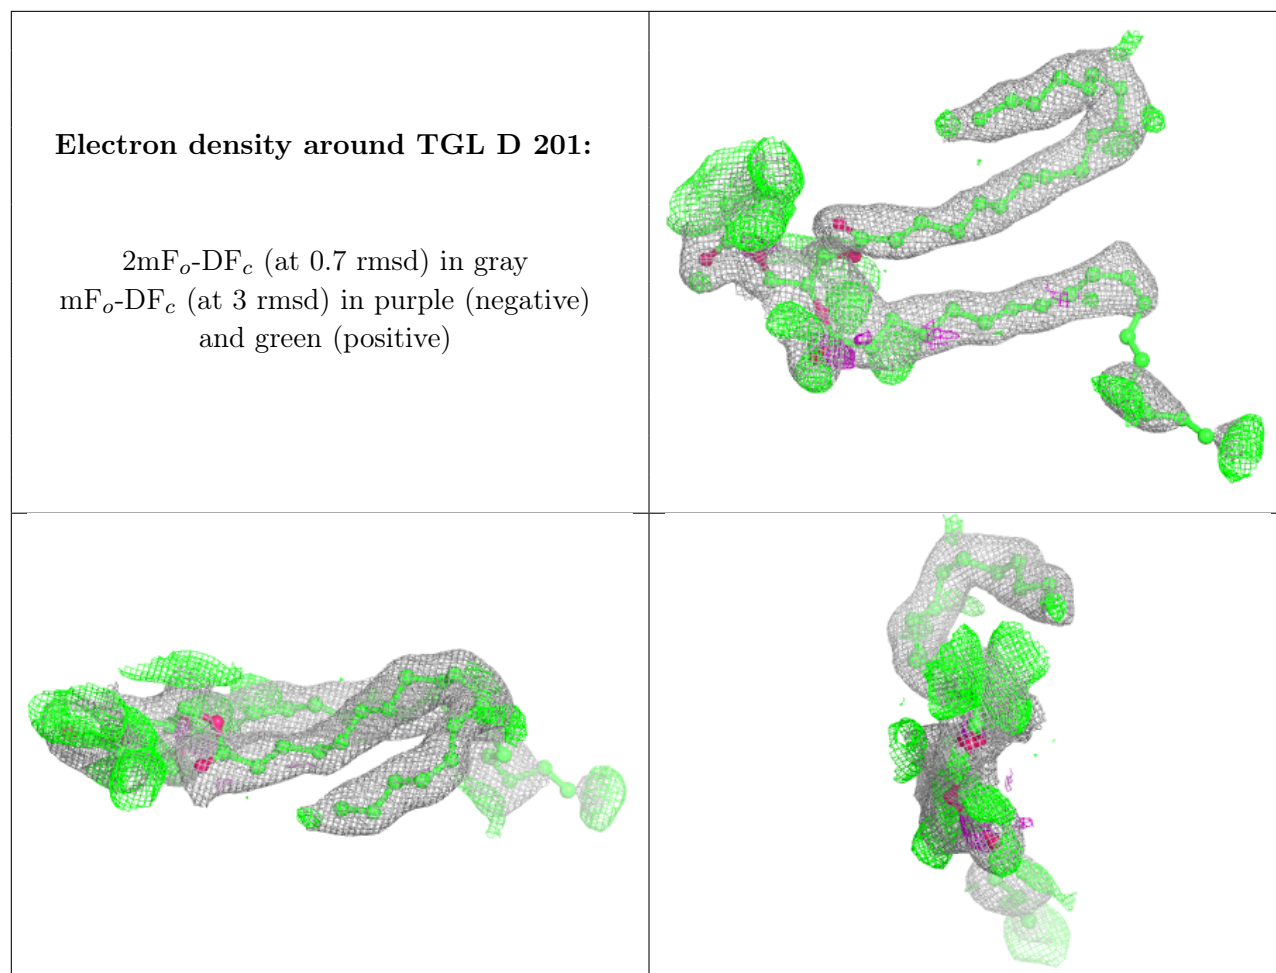 Electron density around TGL D 201:
2mFo-DFc (at 0.7 rmsd) in gray
mFo-DFc (at 3 rmsd) in purple (negative)
and green (positive)